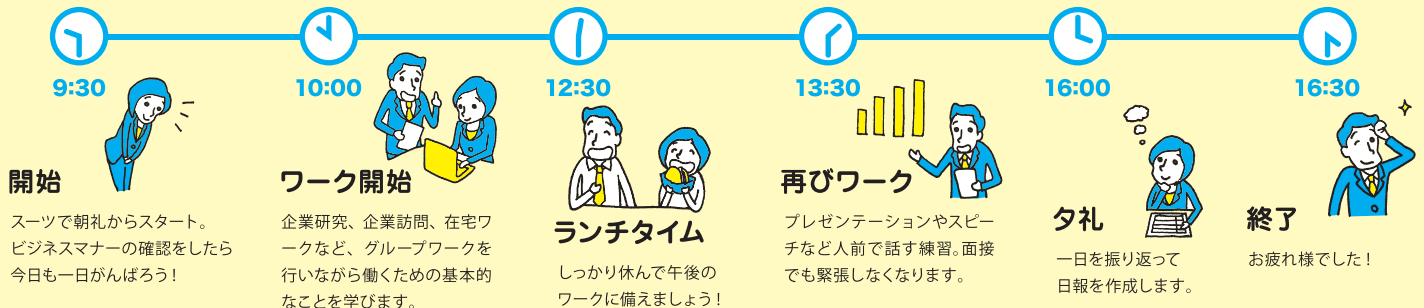 9:30
開始
スーツで朝礼からスタート。
ビジネスマナーの確認をしたら
今日も一日がんばろう！
10:00
ワーク開始
企業研究、企業訪問、在宅ワ
ークなど、グループワークを
行いながら働くための基本的
なことを学びます。
12:30
ランチタイム
しっかり休んで午後の
ワークに備えましょう！
13:30
再びワーク
プレゼンテーションやスピー
チなど人前で話す練習。面接
でも緊張しなくなります。
16:00
夕礼
一日を振り返って
日報を作成します。
16:30
終了
お疲れ様でした！